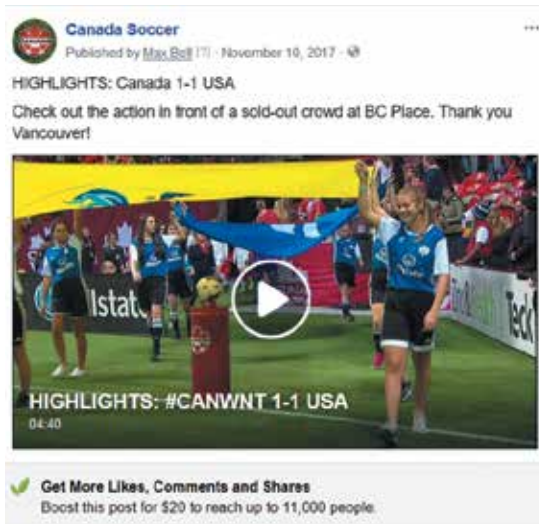 Canada Soccer
Published by Max Bell [?] · November 10, 2017 ·
HIGHLIGHTS: Canada 1-1 USA
Check out the action in front of a sold-out crowd at BC Place. Thank you
Vancouver!
llstate
Teck
HIGHLIGHTS: #CANWNT 1-1 USA
04:40
Get More Likes, Comments and Shares
Boost this post for $20 to reach up to 11,000 people.